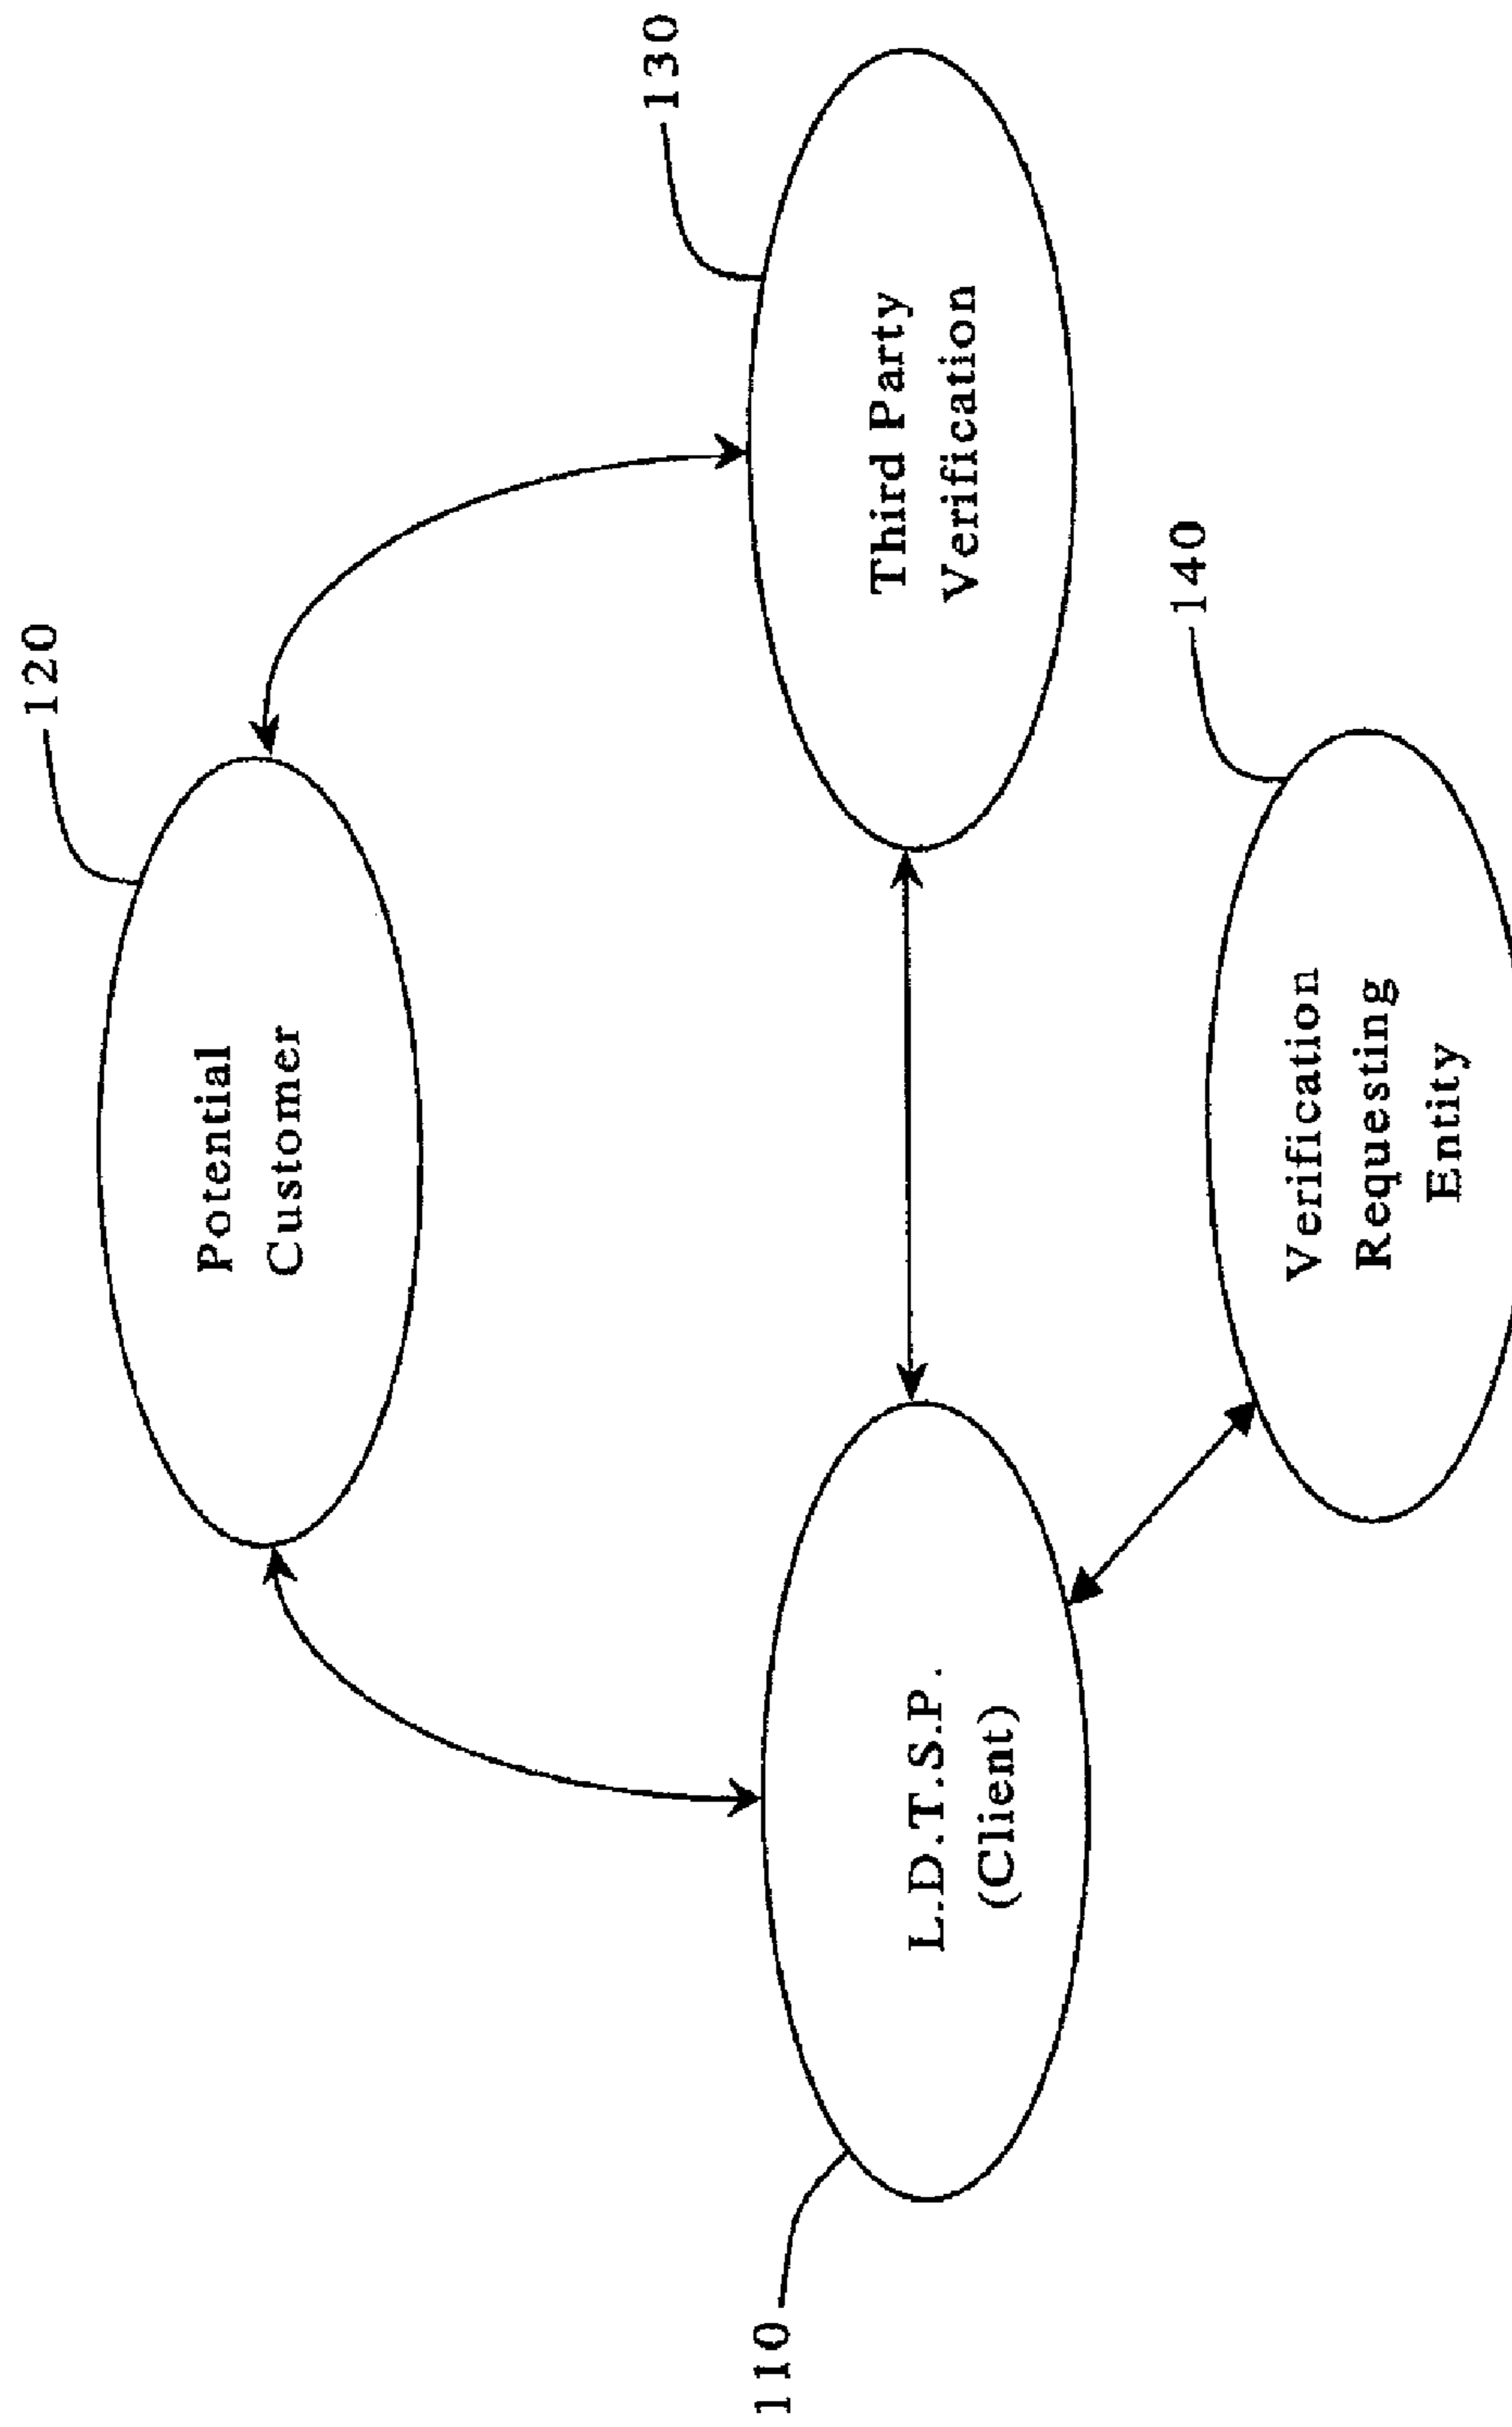 120
Potential
Customer
130
Third Party
Verification
110
L.D.T.S.P.
(Client)
140
Verification
Requesting
Entity